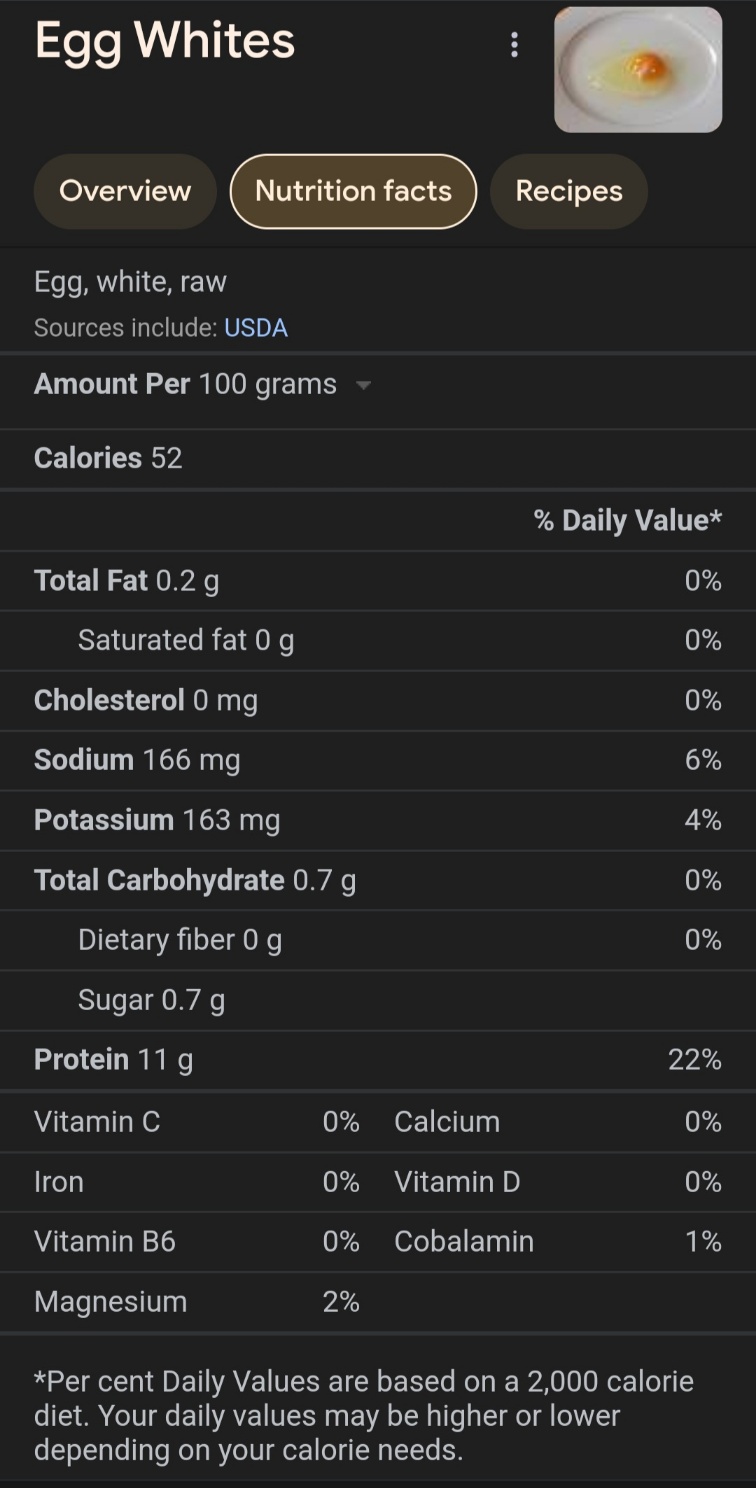 Egg Whites
Overview
Nutrition facts
Recipes
Egg, white, raw
Sources include: USDA
Amount Per 100 grams
Calories 52
% Daily Value*
Total Fat 0.2 g 0%
Saturated fat 0 g 0%
Cholesterol 0 mg 0%
Sodium 166 mg 6%
Potassium 163 mg 4%
Total Carbohydrate 0.7 g 0%
Dietary fiber 0 g 0%
Sugar 0.7 g
Protein 11 g 22%
Vitamin C 0% Calcium 0%
Iron 0% Vitamin D 0%
Vitamin B6 0% Cobalamin 1%
Magnesium 2%
*Per cent Daily Values are based on a 2,000 calorie
diet. Your daily values may be higher or lower
depending on your calorie needs.